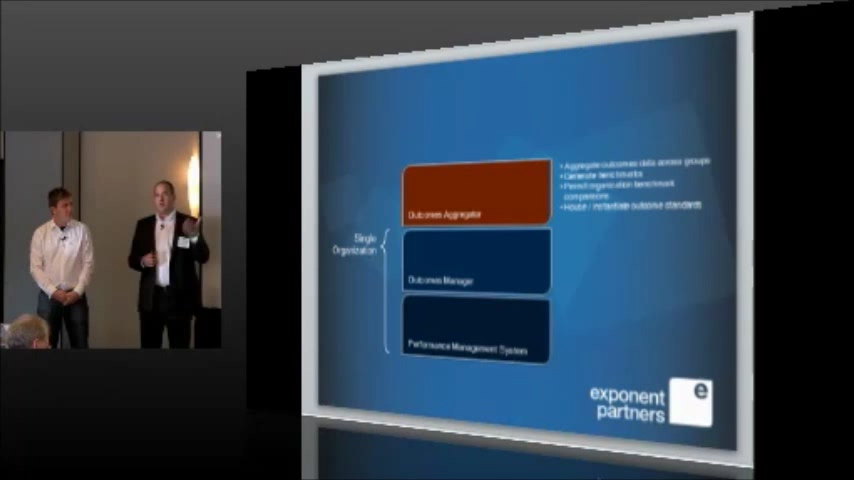 • Aggregate outcomes data across groups
• Generate benchmarks
• Permit organization benchmark
comparisons
• House / instantiate outcome standards
Outcomes Aggregator
Single
Organization
Outcomes Manager
Performance Management System
exponent
partners
e